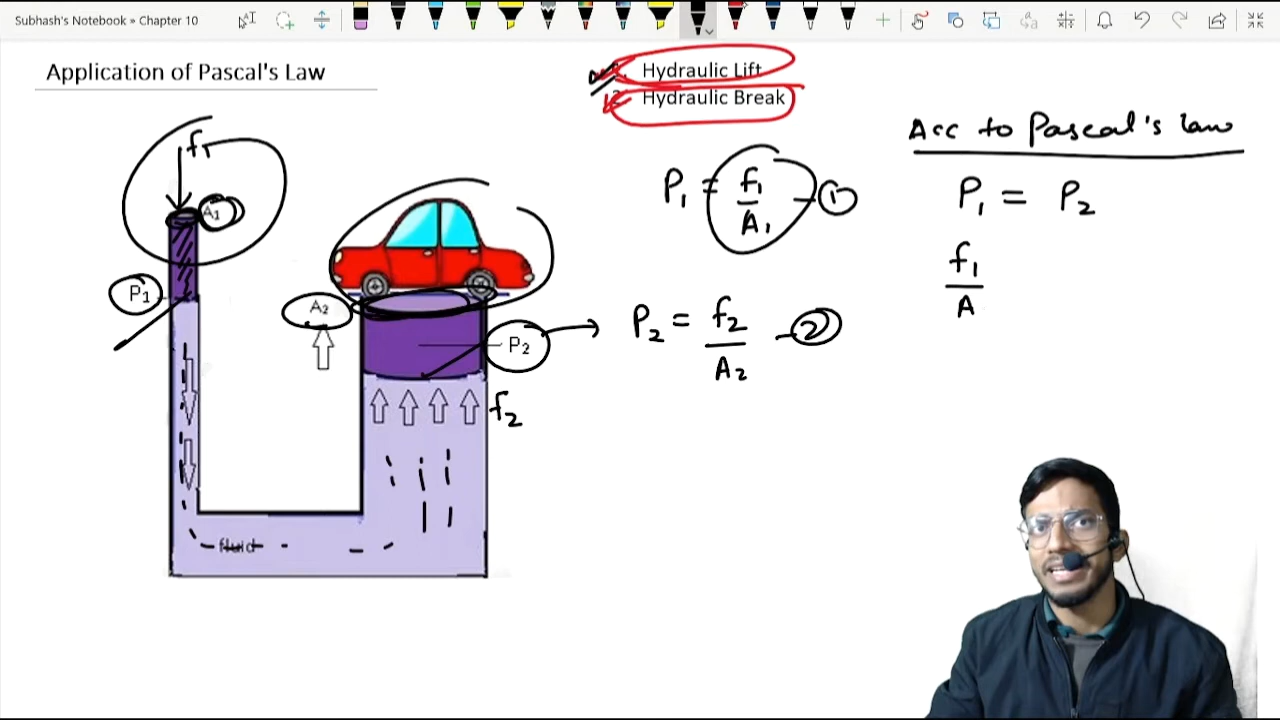 Subhash's Notebook » Chapter 10
Application of Pascal's Law
Hydraulic Lift
Hydraulic Break
Acc to Pascal's law
P₁ = f₁/A₁ - ①
P₁ = P₂
f₁/A
P₂ = f₂/A₂ - ②
f₁
A₁
P₁
A₂
P₂
f₂
fluid